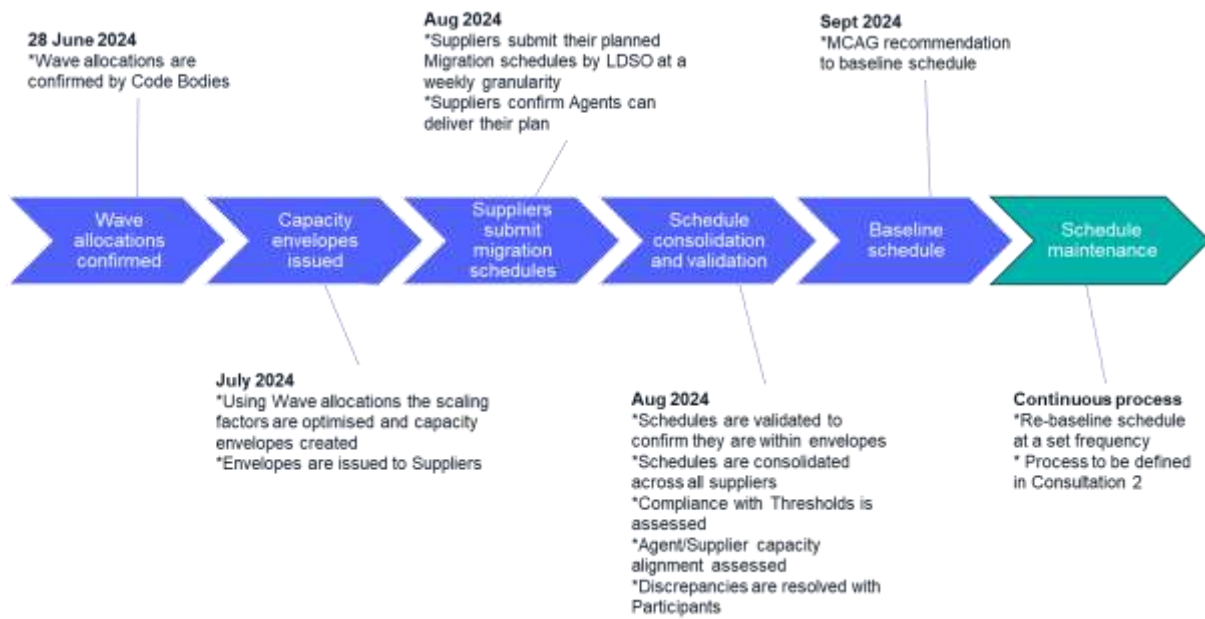 28 June 2024
*Wave allocations are
confirmed by Code Bodies
Aug 2024
*Suppliers submit their planned
Migration schedules by LDSO at a
weekly granularity
*Suppliers confirm Agents can
deliver their plan
Sept 2024
*MCAG recommendation
to baseline schedule
Wave
allocations
confirmed
Capacity
envelopes
issued
Suppliers
submit
migration
schedules
Schedule
consolidation
and validation
Baseline
schedule
Schedule
maintenance
July 2024
*Using Wave allocations the scaling
factors are optimised and capacity
envelopes created
*Envelopes are issued to Suppliers
Aug 2024
*Schedules are validated to
confirm they are within envelopes
*Schedules are consolidated
across all suppliers
*Compliance with Thresholds is
assessed
*Agent/Supplier capacity
alignment assessed
*Discrepancies are resolved with
Participants
Continuous process
*Re-baseline schedule
at a set frequency
* Process to be defined
in Consultation 2